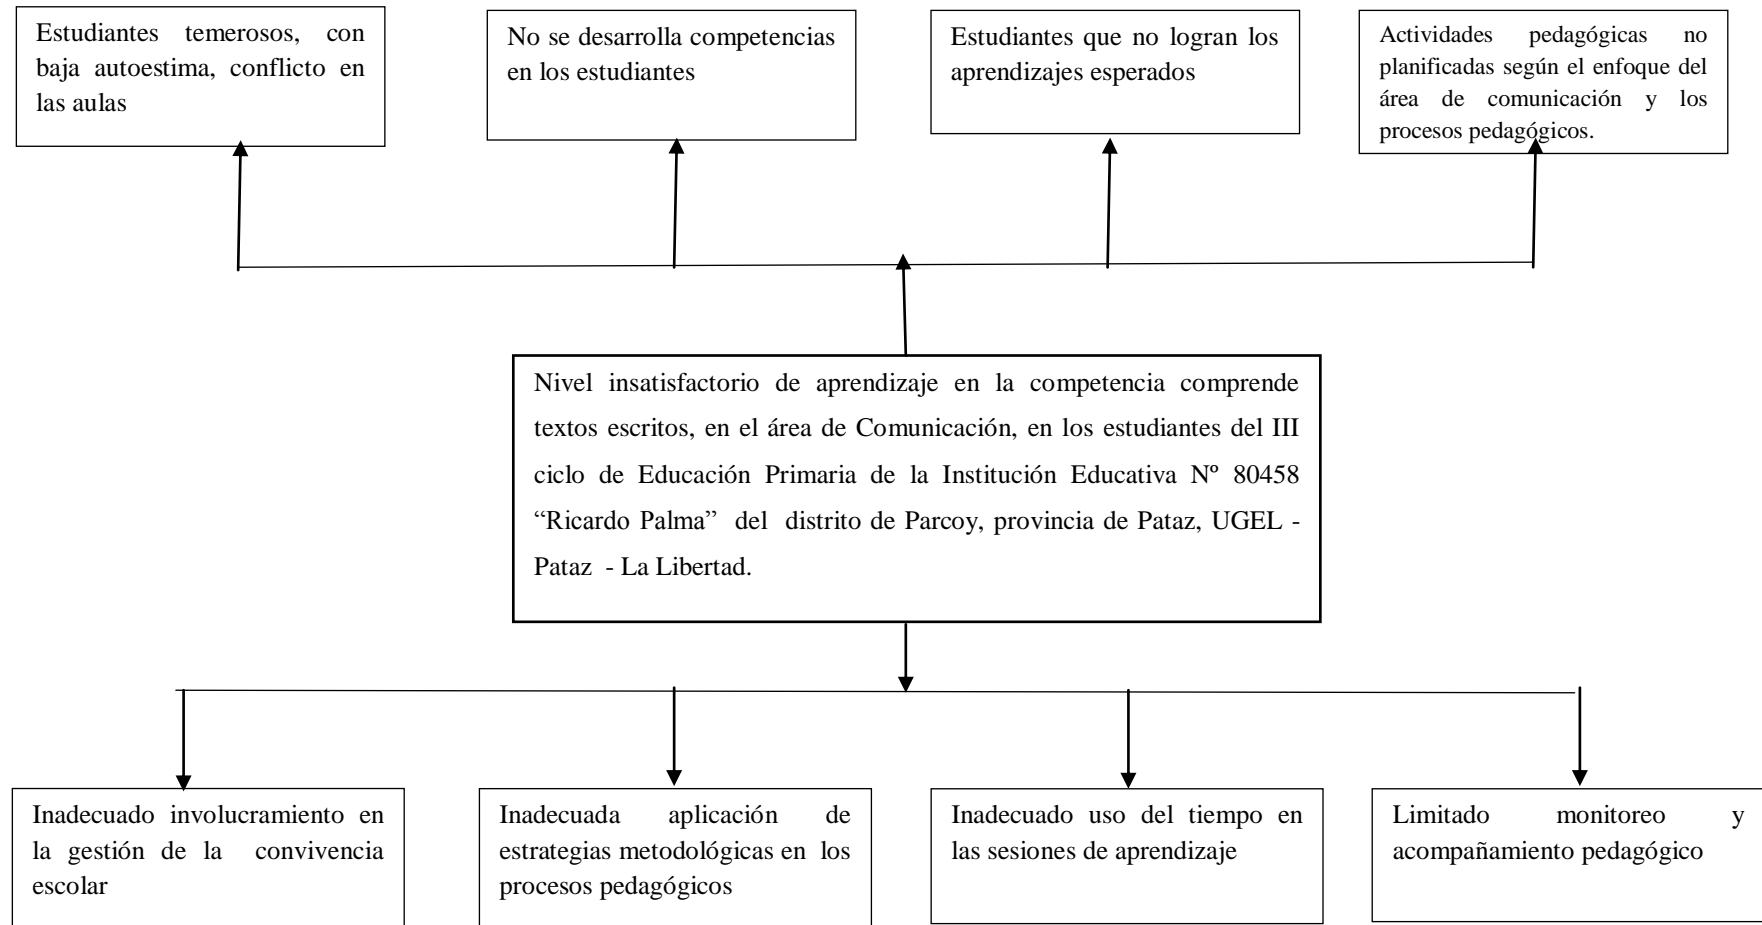 Estudiantes temerosos, con
baja autoestima, conflicto en
las aulas
No se desarrolla competencias
en los estudiantes
Estudiantes que no logran los
aprendizajes esperados
Actividades pedagógicas no
planificadas según el enfoque del
área de comunicación y los
procesos pedagógicos.
Nivel insatisfactorio de aprendizaje en la competencia comprende
textos escritos, en el área de Comunicación, en los estudiantes del III
ciclo de Educación Primaria de la Institución Educativa Nº 80458
“Ricardo Palma” del distrito de Parcoy, provincia de Pataz, UGEL -
Pataz - La Libertad.
Inadecuado involucramiento en
la gestión de la convivencia
escolar
Inadecuada aplicación de
estrategias metodológicas en los
procesos pedagógicos
Inadecuado uso del tiempo en
las sesiones de aprendizaje
Limitado monitoreo y
acompañamiento pedagógico